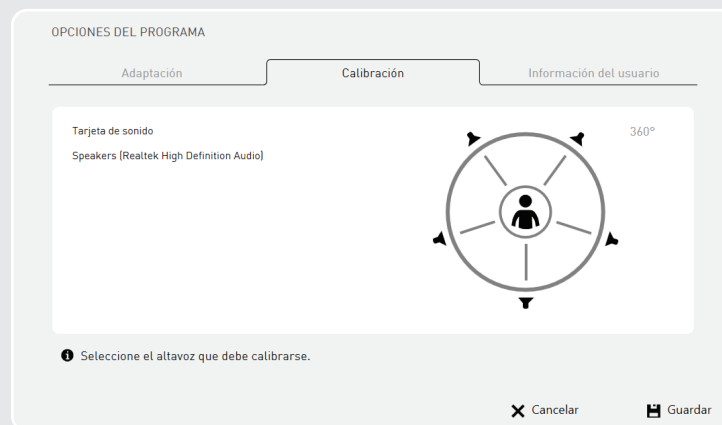 OPCIONES DEL PROGRAMA
Adaptación
Calibración
Información del usuario
Tarjeta de sonido
360°
Speakers (Realtek High Definition Audio)
Seleccione el altavoz que debe calibrarse.
Cancelar
Guardar